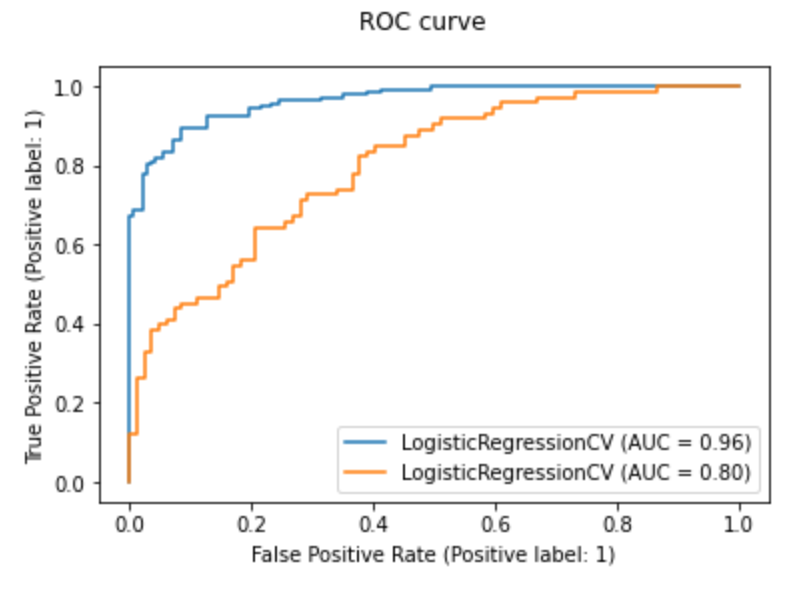 ROC curve
True Positive Rate (Positive label: 1)
1.0
0.8
0.6
0.4
0.2
0.0
LogisticRegressionCV (AUC = 0.96)
LogisticRegressionCV (AUC = 0.80)
0.0 0.2 0.4 0.6 0.8 1.0
False Positive Rate (Positive label: 1)